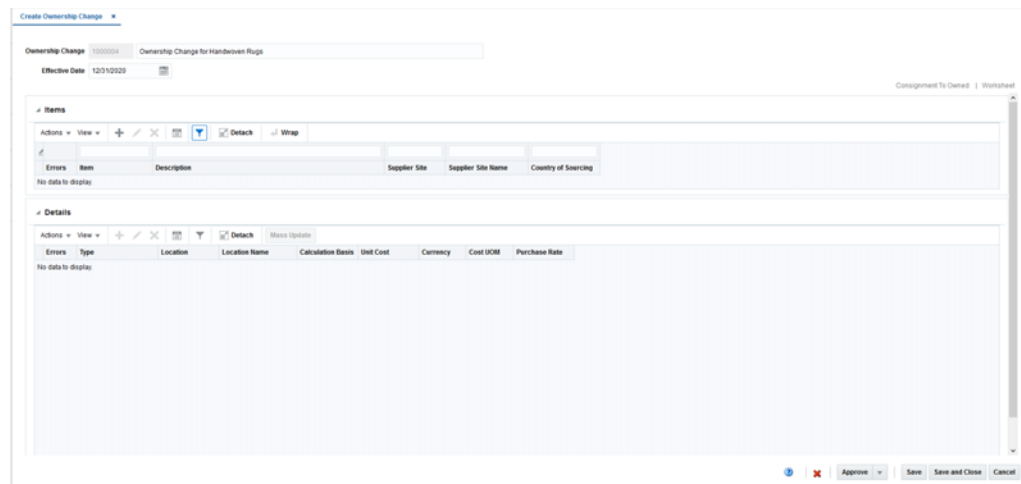 Create Ownership Change
Ownership Change 1000004 Ownership Change for Handwoven Rugs
Effective Date 12/31/2020
Consignment To Owned | Worksheet
Items
Actions View Detach Wrap
Errors Item Description Supplier Site Supplier Site Name Country of Sourcing
No data to display.
Details
Actions View Detach Mass Update
Errors Type Location Location Name Calculation Basis Unit Cost Currency Cost UOM Purchase Rate
No data to display.
Approve Save Save and Close Cancel